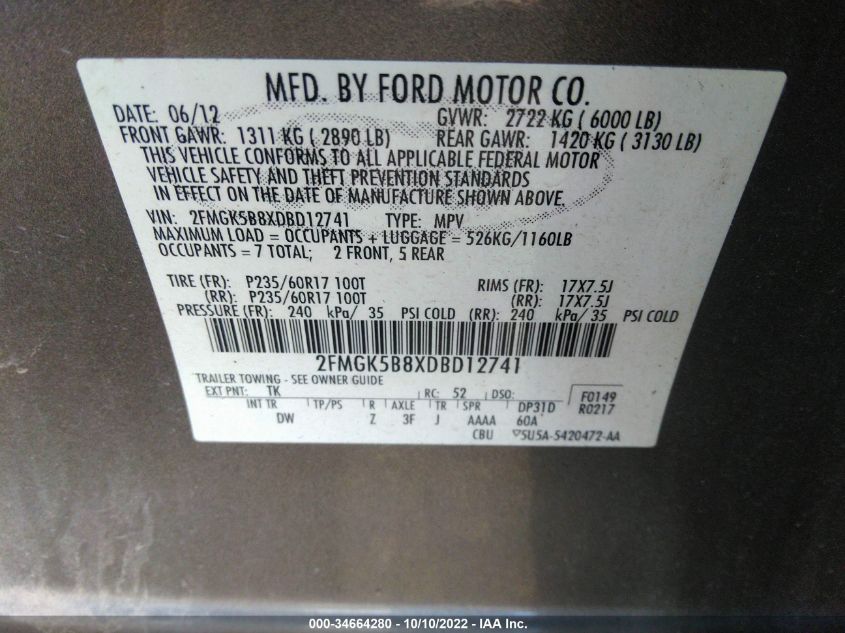 MFD. BY FORD MOTOR CO.
DATE: 06/12 GVWR: 2722 KG ( 6000 LB)
FRONT GAWR: 1311 KG ( 2890 LB) REAR GAWR: 1420 KG ( 3130 LB)
THIS VEHICLE CONFORMS TO ALL APPLICABLE FEDERAL MOTOR
VEHICLE SAFETY AND THEFT PREVENTION STANDARDS
IN EFFECT ON THE DATE OF MANUFACTURE SHOWN ABOVE.
VIN: 2FMGK5B8XDBD12741 TYPE: MPV
MAXIMUM LOAD = OCCUPANTS + LUGGAGE = 526KG/1160LB
OCCUPANTS = 7 TOTAL; 2 FRONT, 5 REAR
TIRE (FR): P235/60R17 100T RIMS (FR): 17X7.5J
(RR): P235/60R17 100T (RR): 17X7.5J
PRESSURE (FR): 240 kPa/ 35 PSI COLD (RR): 240 kPa/ 35 PSI COLD
2FMGK5B8XDBD12741
TRAILER TOWING - SEE OWNER GUIDE
EXT PNT: TK RC: 52 DSO: F0149
INT TR TP/PS R AXLE TR SPR DP31D R0217
DW Z 3F J AAAA 60A
CBU 5U5A-5420472-AA
000-34664280 - 10/10/2022 - IAA Inc.